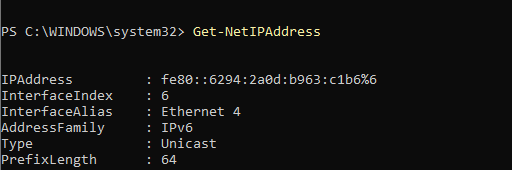 PS C:\WINDOWS\system32> Get-NetIPAddress
IPAddress : fe80::6294:2a0d:b963:c1b6%6
InterfaceIndex : 6
InterfaceAlias : Ethernet 4
AddressFamily : IPv6
Type : Unicast
PrefixLength : 64